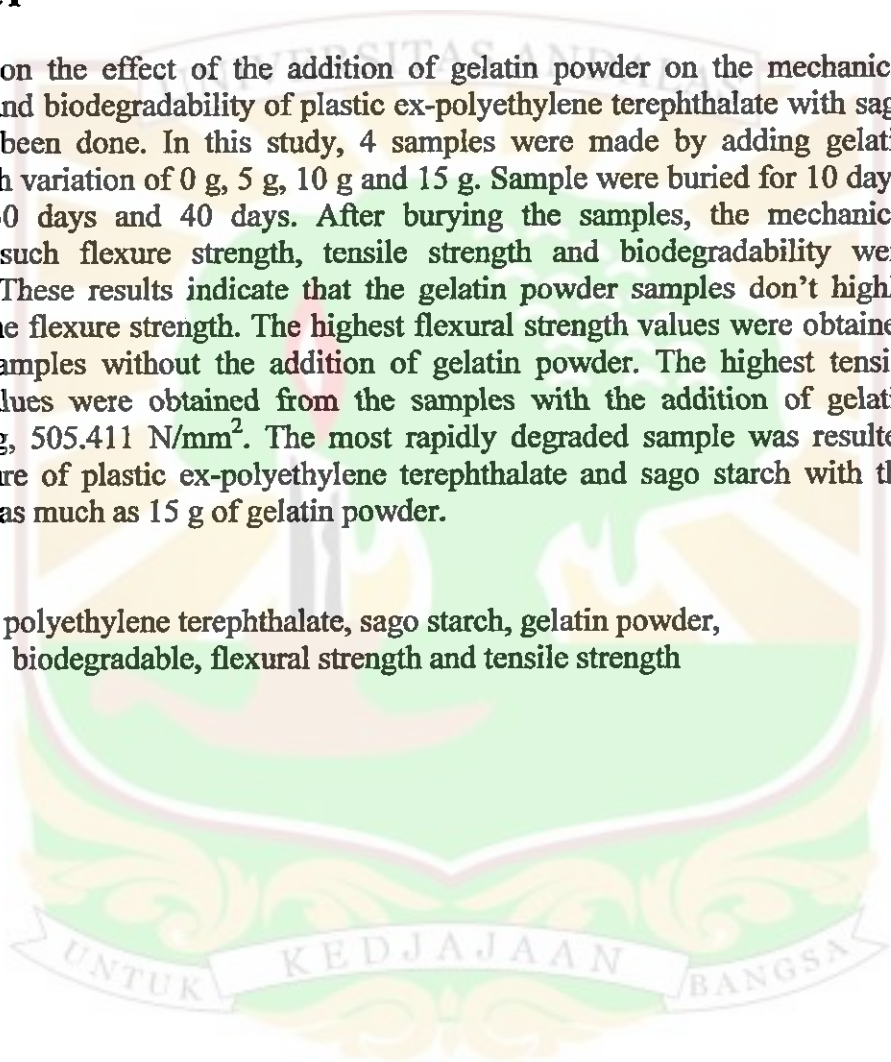 UNIVERSITAS ANDALAS
on the effect of the addition of gelatin powder on the mechanic
nd biodegradability of plastic ex-polyethylene terephthalate with sag
been done. In this study, 4 samples were made by adding gelati
h variation of 0 g, 5 g, 10 g and 15 g. Sample were buried for 10 day
0 days and 40 days. After burying the samples, the mechanic
such flexure strength, tensile strength and biodegradability we
These results indicate that the gelatin powder samples don't highl
e flexure strength. The highest flexural strength values were obtaine
amples without the addition of gelatin powder. The highest tensi
lues were obtained from the samples with the addition of gelati
g, 505.411 N/mm². The most rapidly degraded sample was resulte
re of plastic ex-polyethylene terephthalate and sago starch with th
as much as 15 g of gelatin powder.
polyethylene terephthalate, sago starch, gelatin powder,
biodegradable, flexural strength and tensile strength
UNTUK KEDJAJAAN BANGSA